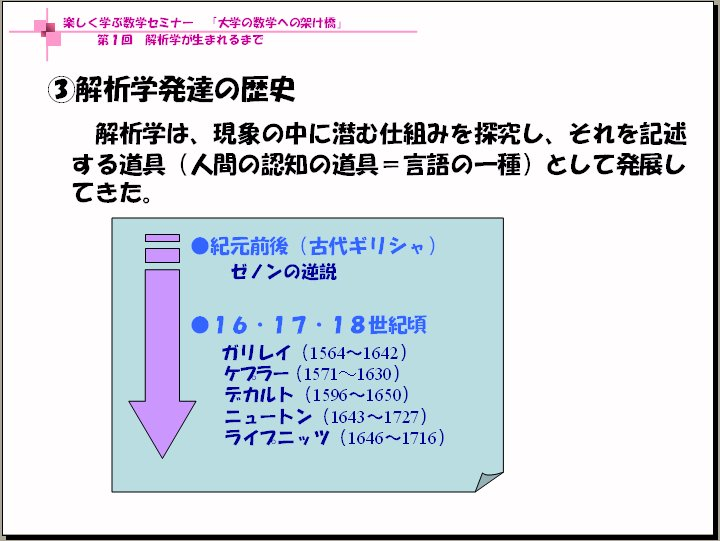 楽しく学ぶ数学セミナー 「大学の数学への架け橋」
第１回 解析学が生まれるまで
③解析学発達の歴史
解析学は、現象の中に潜む仕組みを探究し、それを記述
する道具（人間の認知の道具＝言語の一種）として発展し
てきた。
●紀元前後（古代ギリシャ）
ゼノンの逆説
●１６・１７・１８世紀頃
ガリレイ（1564～1642）
ケプラー（1571～1630）
デカルト（1596～1650）
ニュートン（1643～1727）
ライプニッツ（1646～1716）